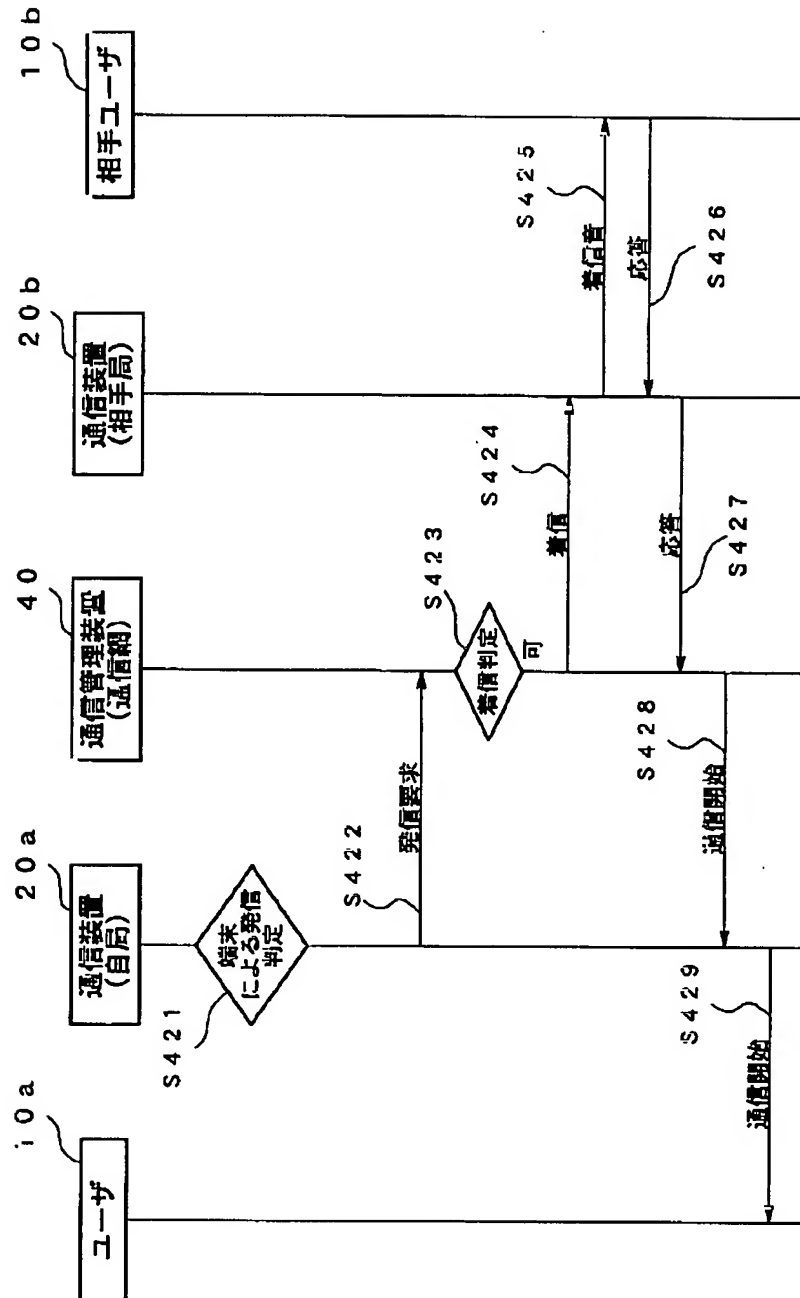 10a
ユーザ
20a
通信装置
(自局)
40
通信管理装置
(通信網)
20b
通信装置
(相手局)
10b
相手ユーザ
S421
端末
による発信
判定
S422
発信要求
S423
着信判定
可
S424
着信
S425
着信音
応答
S426
応答
S427
S428
通信開始
S429
通信開始